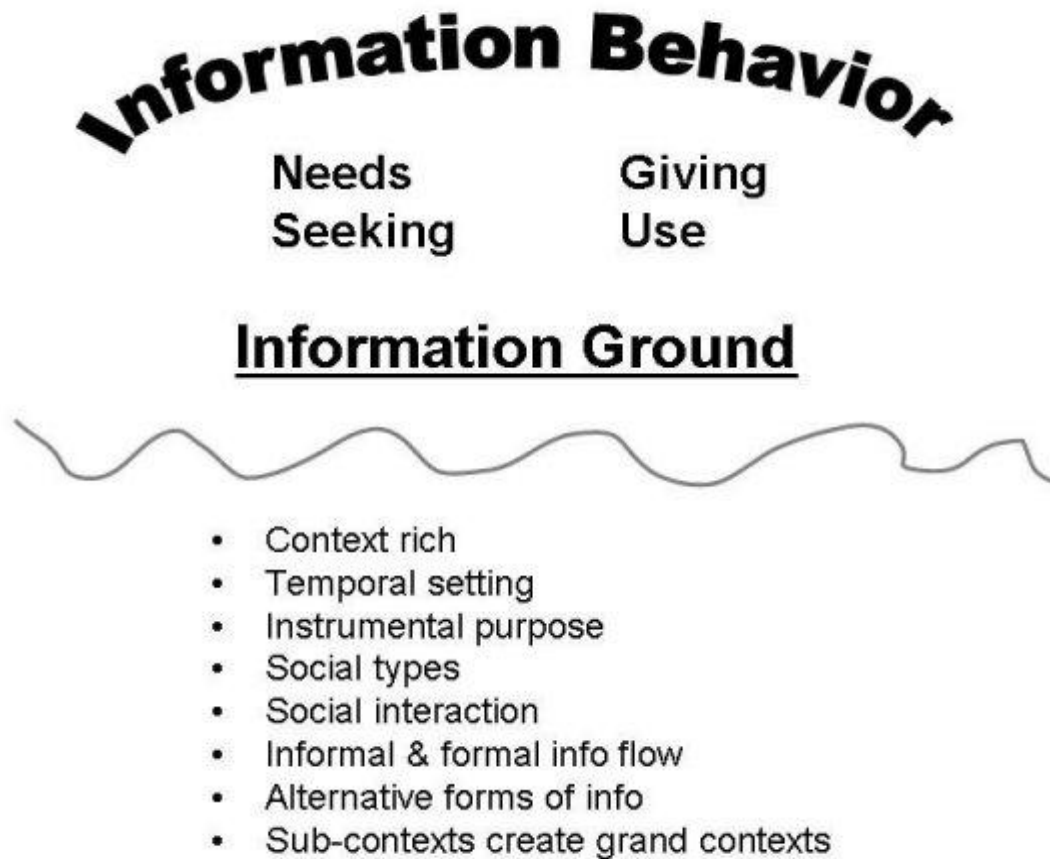 Information Behavior
Needs Giving
Seeking Use
Information Ground
• Context rich
• Temporal setting
• Instrumental purpose
• Social types
• Social interaction
• Informal & formal info flow
• Alternative forms of info
• Sub-contexts create grand contexts